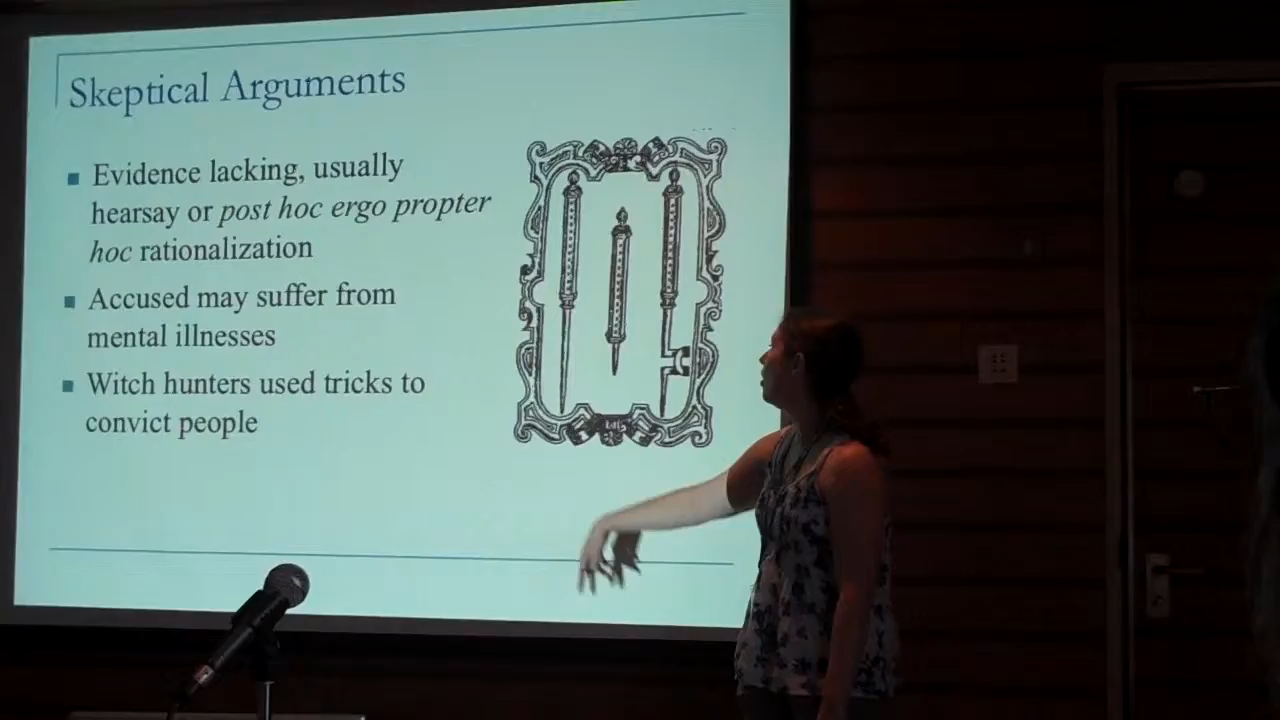 Skeptical Arguments
Evidence lacking, usually
hearsay or post hoc ergo propter
hoc rationalization
Accused may suffer from
mental illnesses
Witch hunters used tricks to
convict people